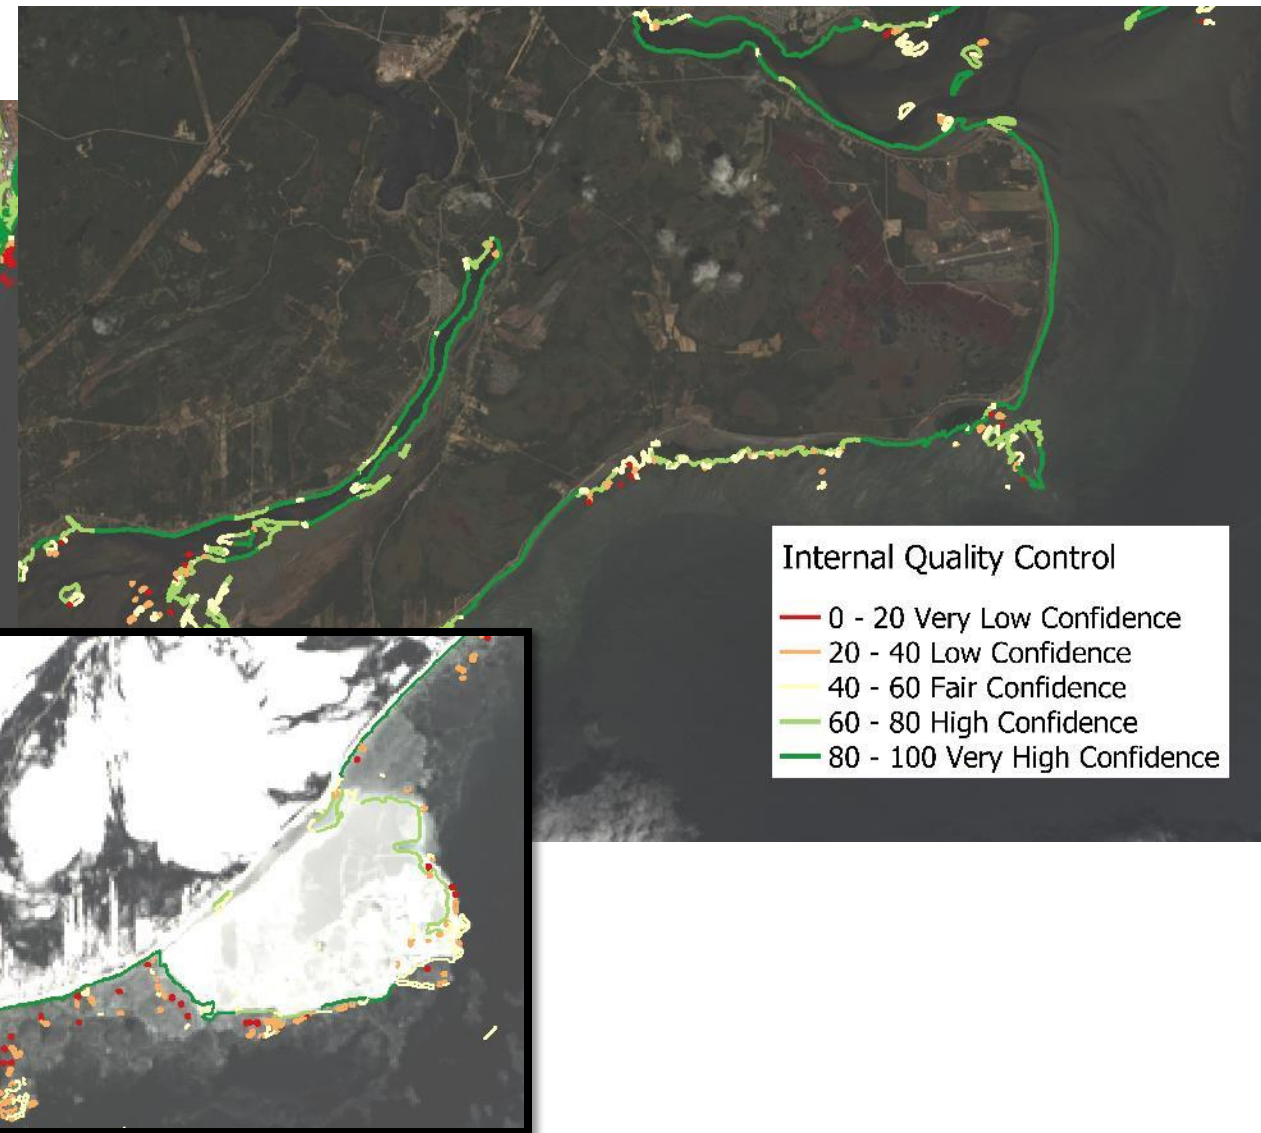 Internal Quality Control
0 - 20 Very Low Confidence
20 - 40 Low Confidence
40 - 60 Fair Confidence
60 - 80 High Confidence
80 - 100 Very High Confidence